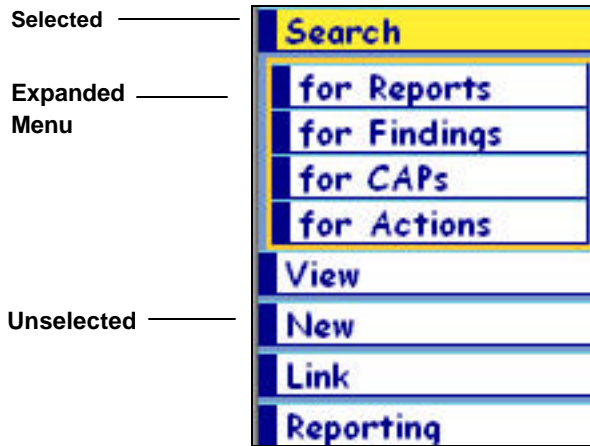 Selected
Search
Expanded
Menu
for Reports
for Findings
for CAPs
for Actions
View
Unselected
New
Link
Reporting